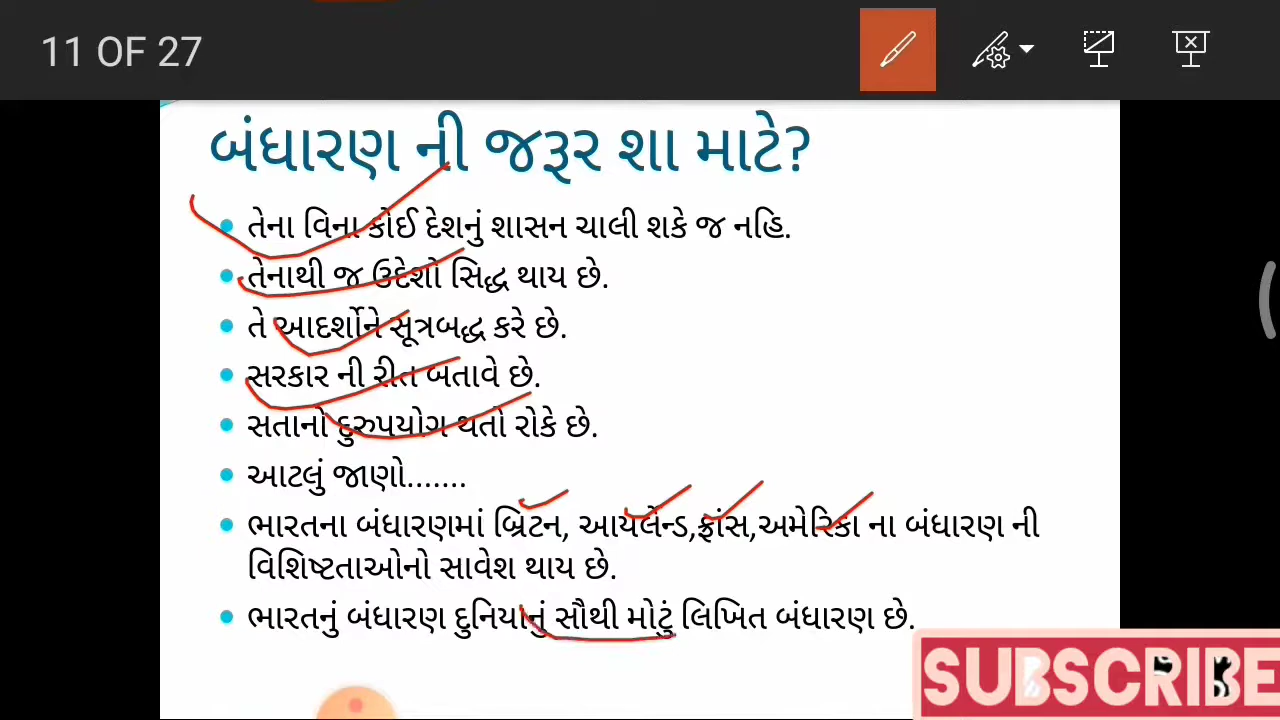 11 OF 27
બંધારણ ની જરૂર શા માટે?
તેના વિના કોઈ દેશનું શાસન ચાલી શકે જ નહિ.
તેનાથી જ ઉદેશો સિદ્ધ થાય છે.
તે આદર્શોને સૂત્રબદ્ધ કરે છે.
સરકાર ની રીત બતાવે છે.
સતાનો દુરુપયોગ થતો રોકે છે.
આટલું જાણો.......
ભારતના બંધારણમાં બ્રિટન, આયર્લેન્ડ,ફ્રાંસ,અમેરિકા ના બંધારણ ની
વિશિષ્ટતાઓનો સાવેશ થાય છે.
ભારતનું બંધારણ દુનિયાનું સૌથી મોટું લિખિત બંધારણ છે.
SUBSCRIBE